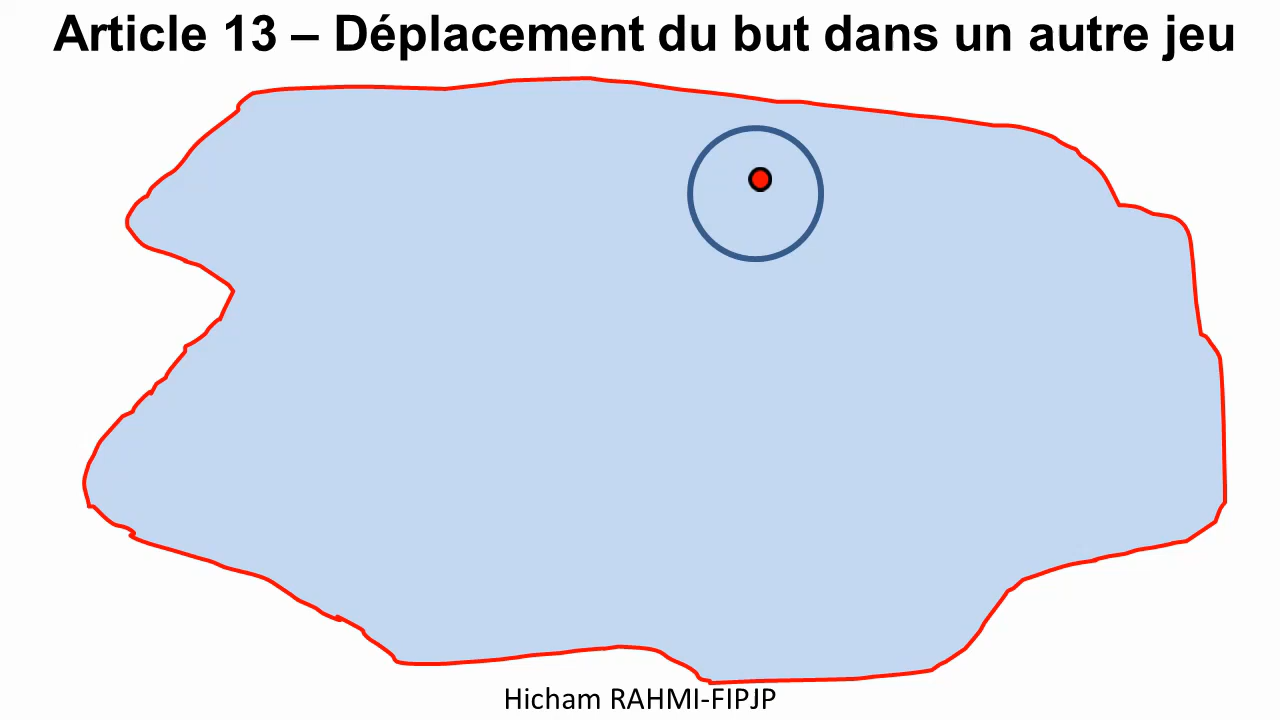 Article 13 – Déplacement du but dans un autre jeu
Hicham RAHMI-FIPJP